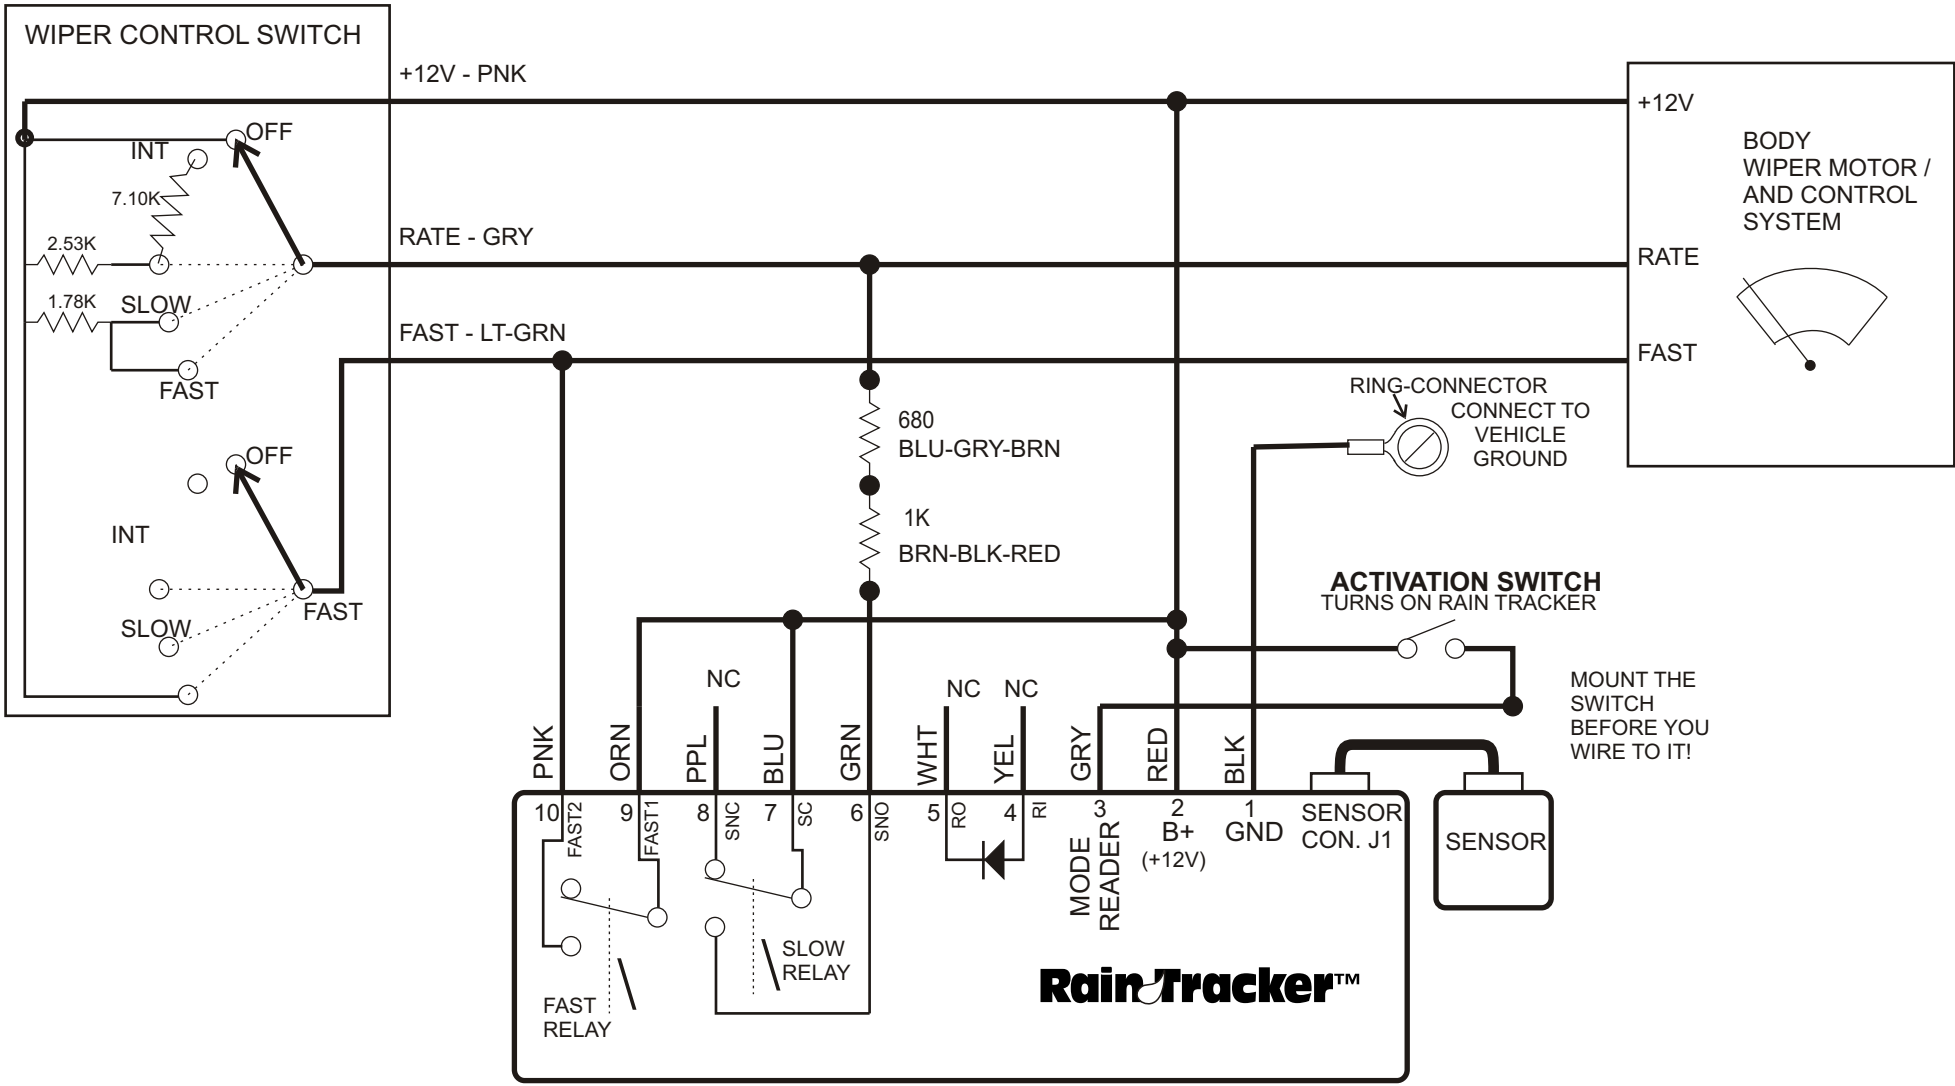 WIPER CONTROL SWITCH
+12V - PNK
OFF
INT
7.10K
2.53K
RATE - GRY
1.78K
SLOW
FAST
FAST - LT-GRN
OFF
INT
FAST
SLOW
+12V
BODY
WIPER MOTOR /
AND CONTROL
SYSTEM
RATE
FAST
RING-CONNECTOR
CONNECT TO
VEHICLE
GROUND
680
BLU-GRY-BRN
1K
BRN-BLK-RED
ACTIVATION SWITCH
TURNS ON RAIN TRACKER
MOUNT THE
SWITCH
BEFORE YOU
WIRE TO IT!
NC
NC
NC
PNK
ORN
PPL
BLU
GRN
WHT
YEL
GRY
RED
BLK
10
FAST2
9
FAST1
8
SNC
7
SC
6
SNO
5
RO
4
RI
3
MODE
READER
2
B+
(+12V)
1
GND
SENSOR
CON. J1
SENSOR
SLOW
RELAY
FAST
RELAY
RainTracker™